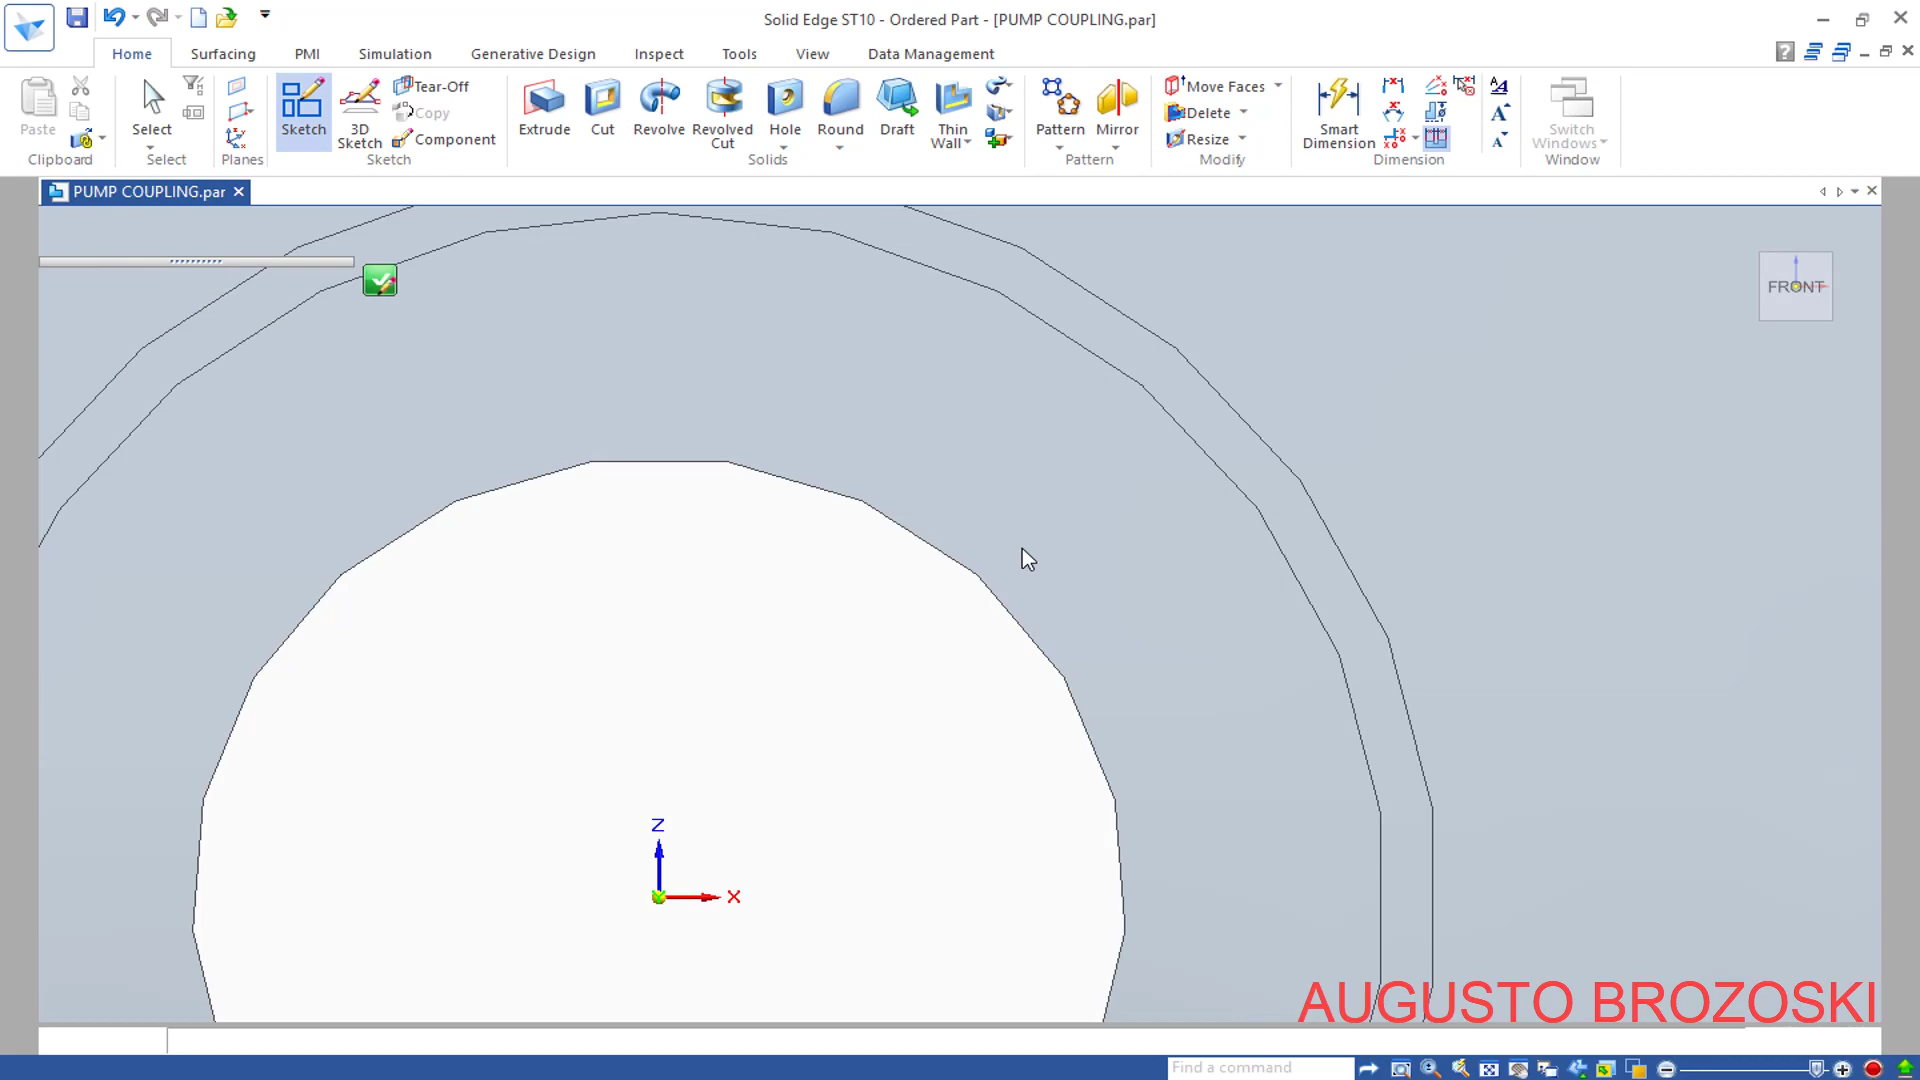 Solid Edge ST10 - Ordered Part - [PUMP COUPLING.par]
Home Surfacing PMI Simulation Generative Design Inspect Tools View Data Management
Paste
Clipboard
Select
Select
Planes
Sketch
3D Sketch
Tear-Off
Copy
Component
Sketch
Extrude
Cut
Revolve
Revolved Cut
Hole
Round
Draft
Thin Wall
Solids
Pattern
Mirror
Pattern
Move Faces
Delete
Resize
Modify
Smart Dimension
Dimension
Switch Windows
Window
PUMP COUPLING.par
FRONT
Z
X
AUGUSTO BROZOSKI
Find a command